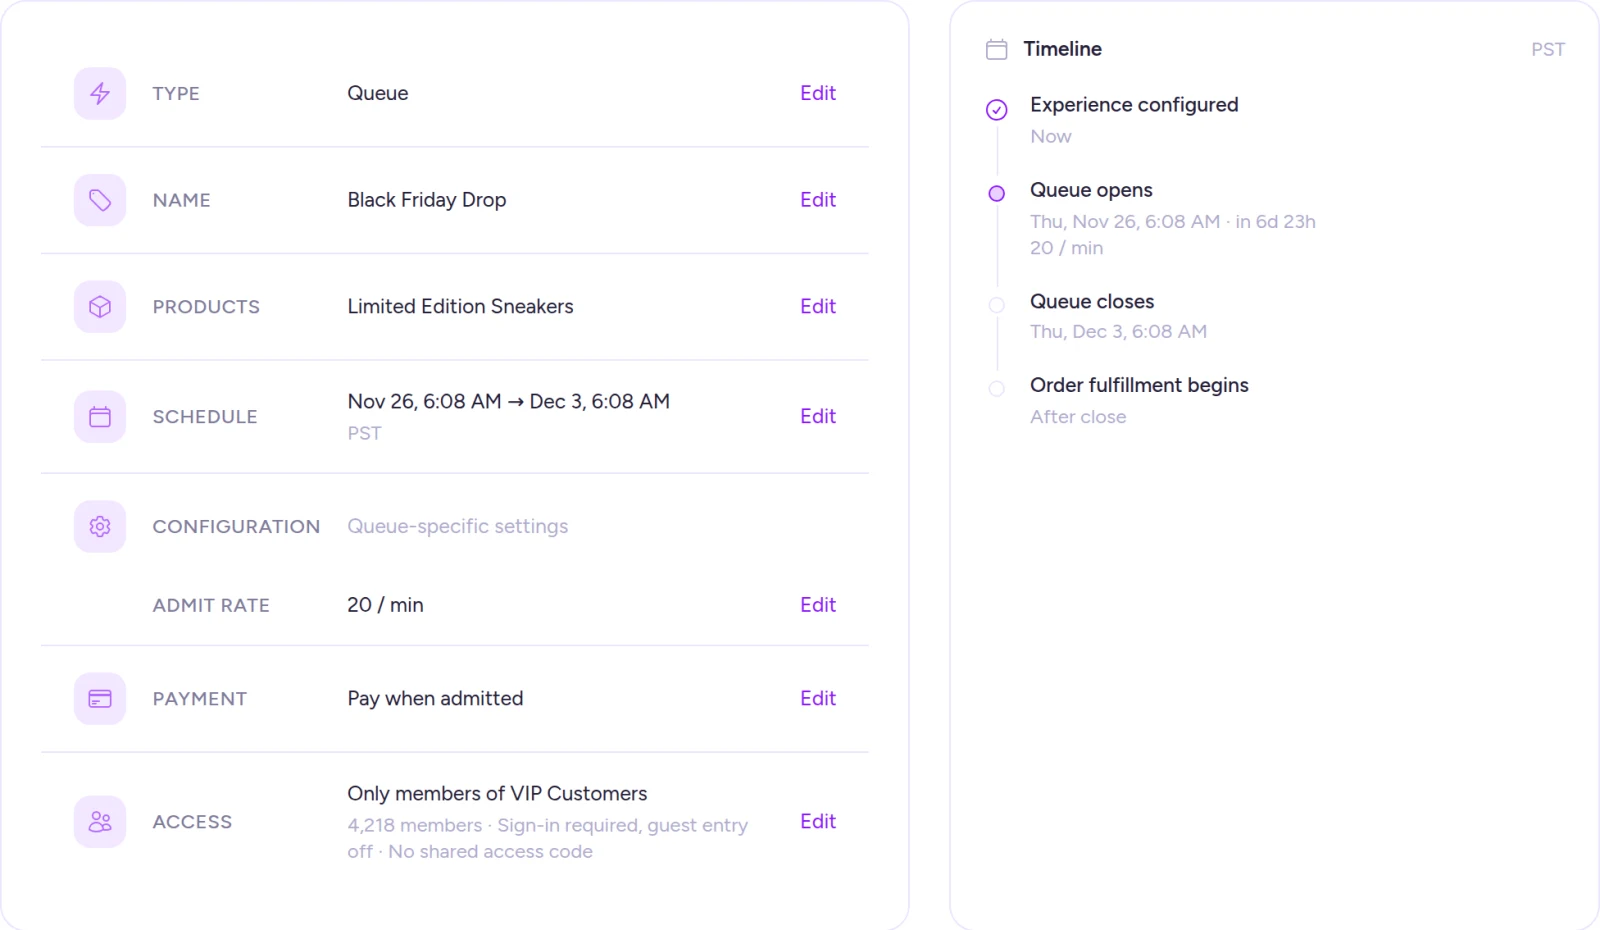 TYPE
Queue
Edit
NAME
Black Friday Drop
Edit
PRODUCTS
Limited Edition Sneakers
Edit
SCHEDULE
Nov 26, 6:08 AM → Dec 3, 6:08 AM
PST
Edit
CONFIGURATION
Queue-specific settings
ADMIT RATE
20 / min
Edit
PAYMENT
Pay when admitted
Edit
ACCESS
Only members of VIP Customers
4,218 members · Sign-in required, guest entry
off · No shared access code
Edit
Timeline
PST
Experience configured
Now
Queue opens
Thu, Nov 26, 6:08 AM · in 6d 23h
20 / min
Queue closes
Thu, Dec 3, 6:08 AM
Order fulfillment begins
After close